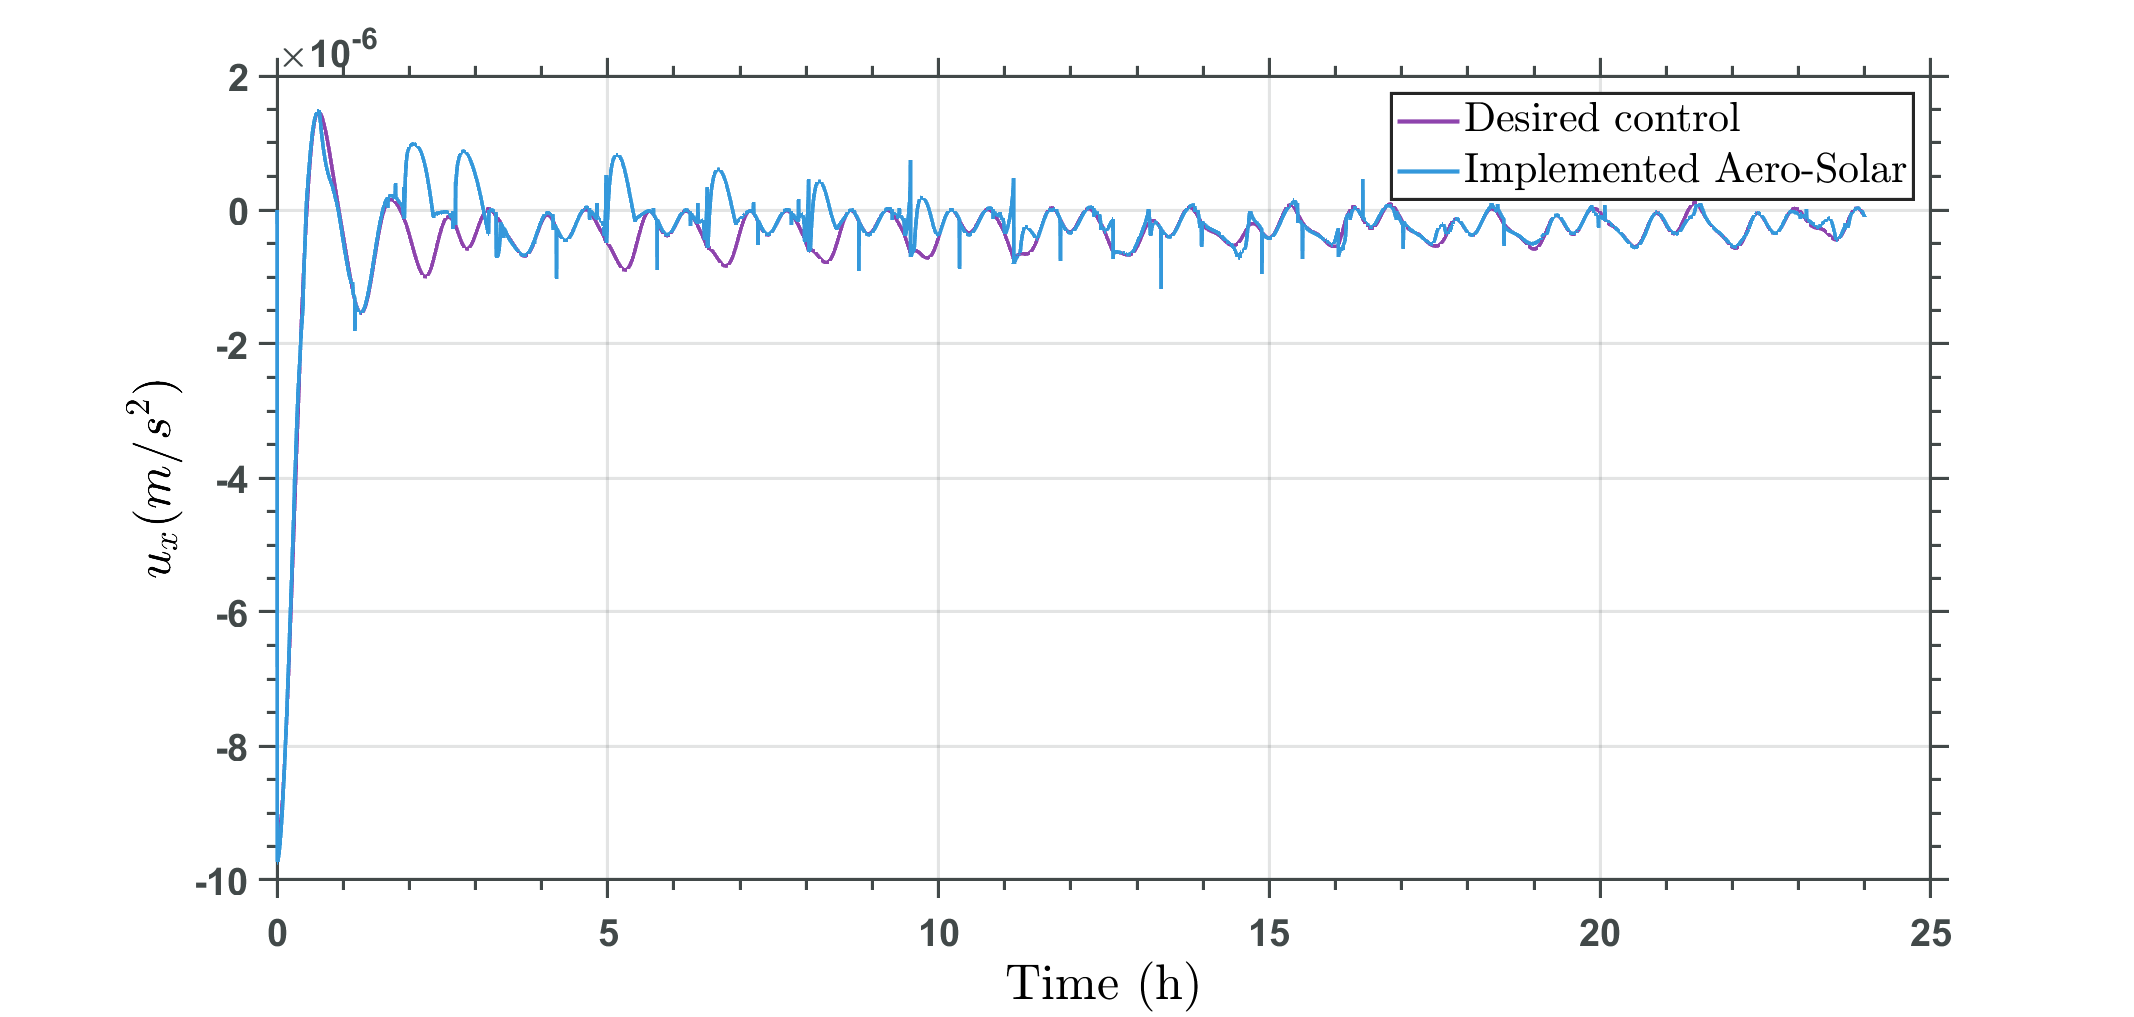 ×10^-6
2
0
-2
-4
-6
-8
-10
u_x(m/s^2)
Desired control
Implemented Aero-Solar
0 5 10 15 20 25
Time (h)